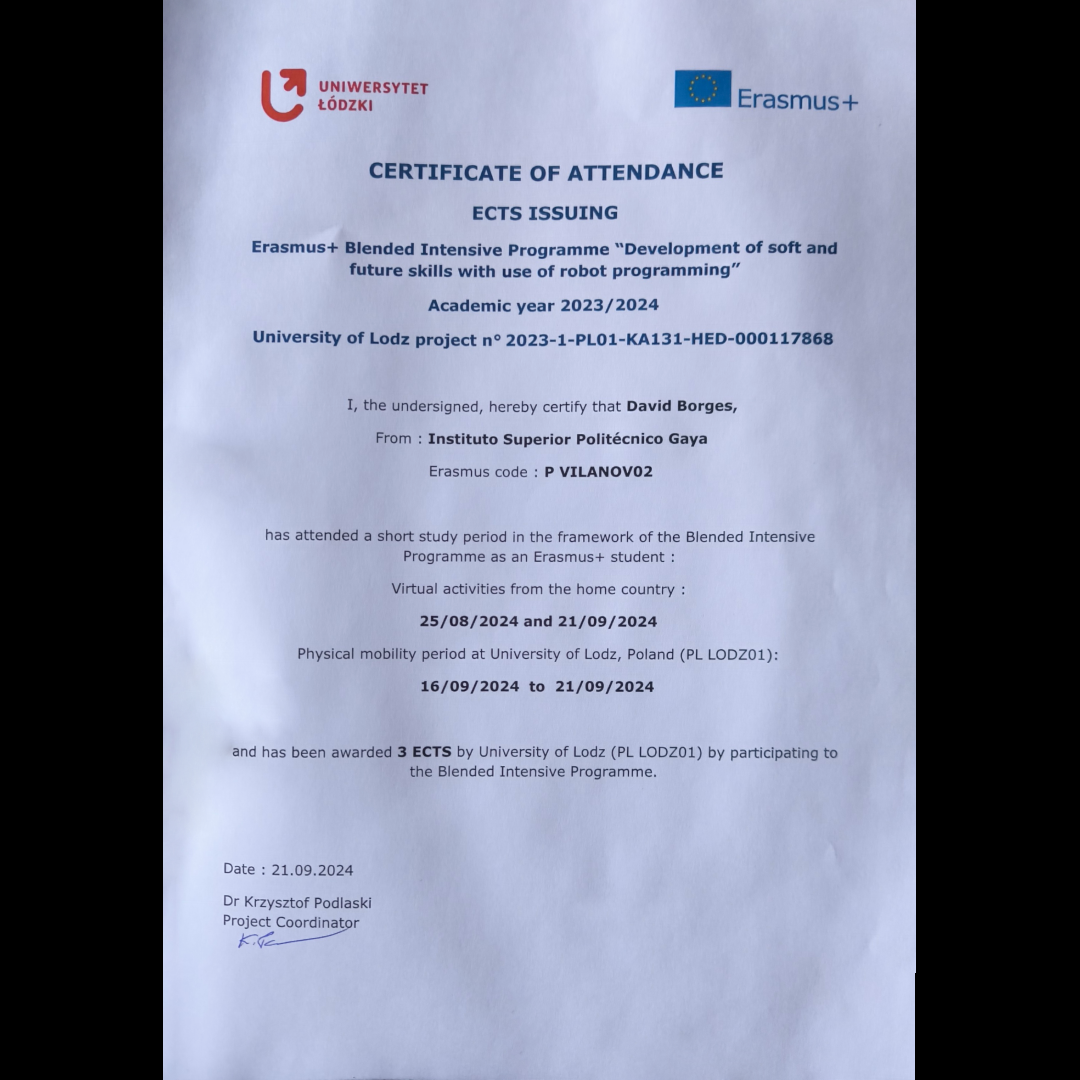 UNIWERSYTET
ŁÓDZKI
Erasmus+
CERTIFICATE OF ATTENDANCE
ECTS ISSUING
Erasmus+ Blended Intensive Programme “Development of soft and
future skills with use of robot programming”
Academic year 2023/2024
University of Lodz project n° 2023-1-PL01-KA131-HED-000117868
I, the undersigned, hereby certify that David Borges,
From : Instituto Superior Politécnico Gaya
Erasmus code : P VILANOV02
has attended a short study period in the framework of the Blended Intensive
Programme as an Erasmus+ student :
Virtual activities from the home country :
25/08/2024 and 21/09/2024
Physical mobility period at University of Lodz, Poland (PL LODZ01):
16/09/2024 to 21/09/2024
and has been awarded 3 ECTS by University of Lodz (PL LODZ01) by participating to
the Blended Intensive Programme.
Date : 21.09.2024
Dr Krzysztof Podlaski
Project Coordinator